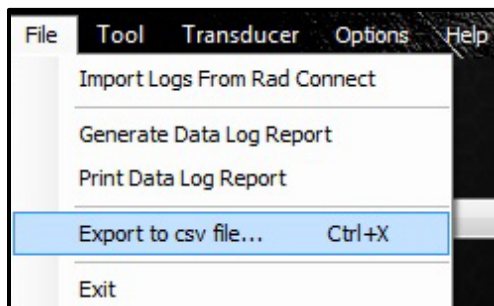 File Tool Transducer Options Help
Import Logs From Rad Connect
Generate Data Log Report
Print Data Log Report
Export to csv file... Ctrl+X
Exit